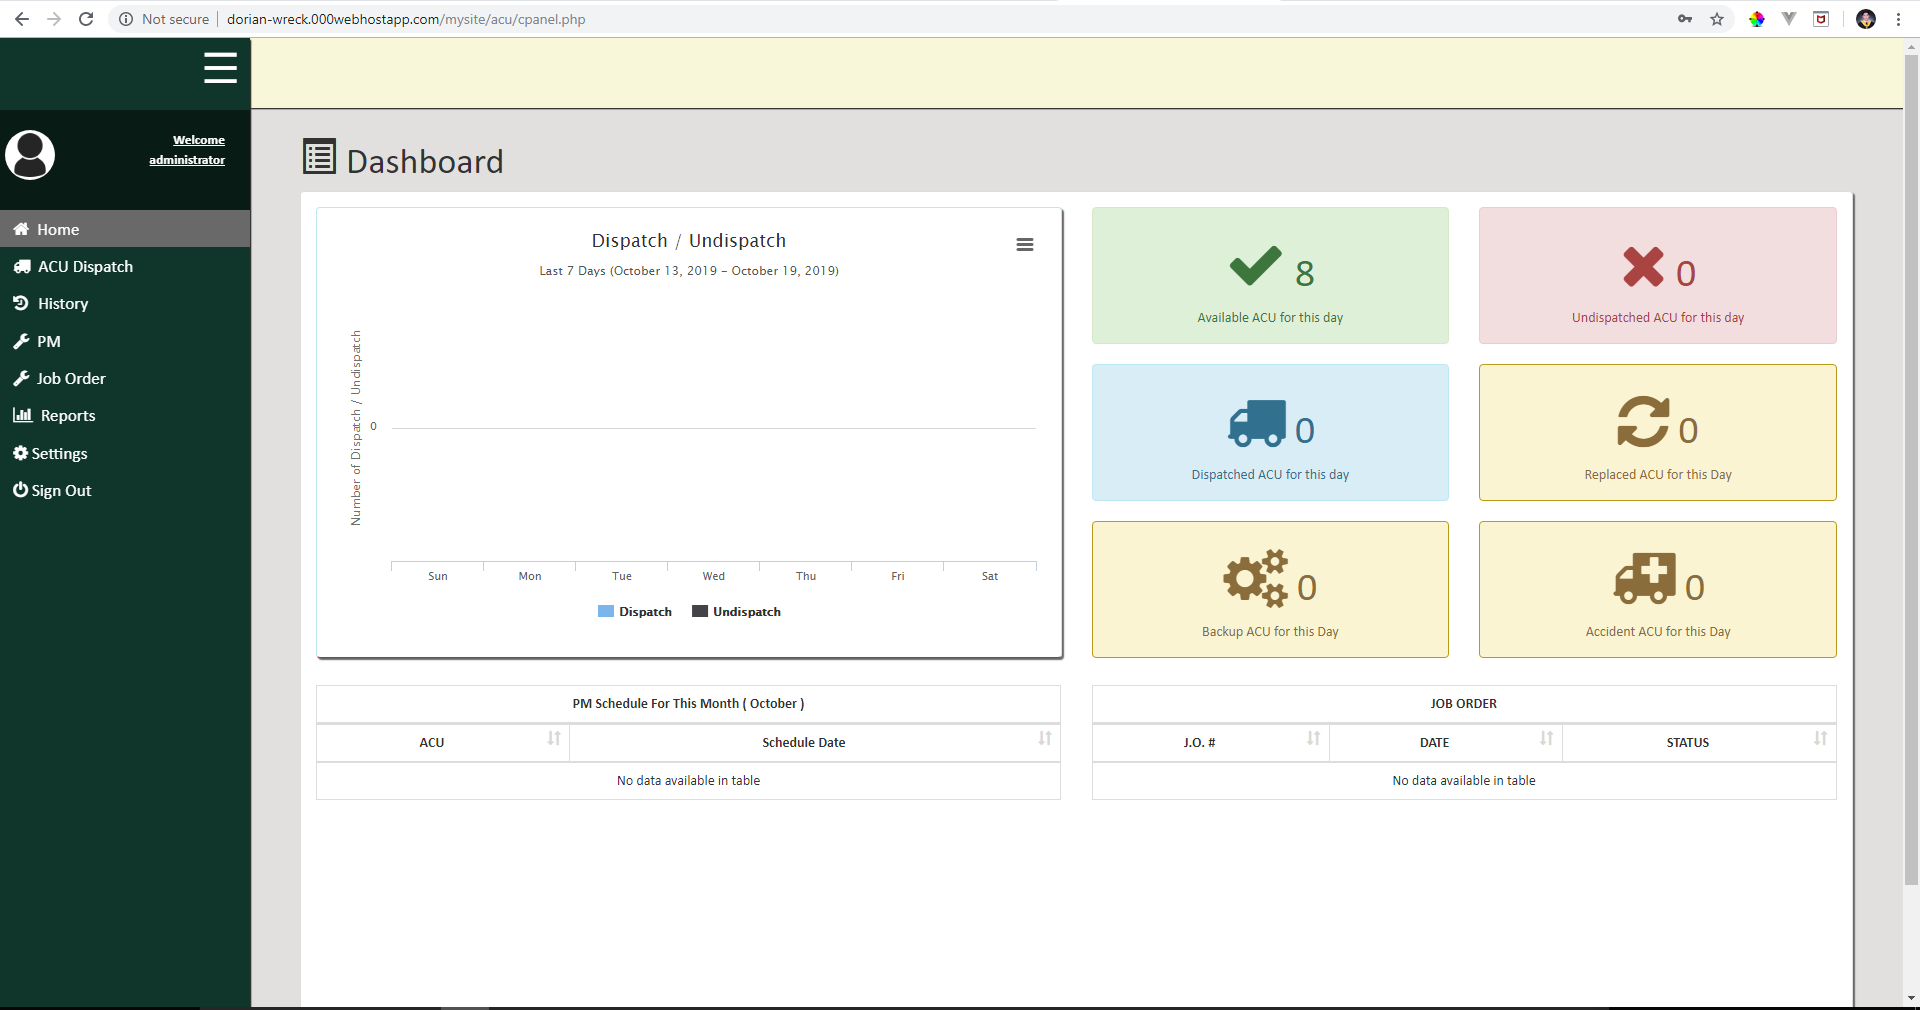 Not secure dorian-wreck.000webhostapp.com/mysite/acu/cpanel.php
Welcome
administrator
Home
ACU Dispatch
History
PM
Job Order
Reports
Settings
Sign Out
Dashboard
Dispatch / Undispatch
Last 7 Days (October 13, 2019 - October 19, 2019)
Number of Dispatch / Undispatch
0
Sun Mon Tue Wed Thu Fri Sat
Dispatch Undispatch
8
Available ACU for this day
0
Undispatched ACU for this day
0
Dispatched ACU for this day
0
Replaced ACU for this Day
0
Backup ACU for this Day
0
Accident ACU for this Day
PM Schedule For This Month ( October )
ACU Schedule Date
No data available in table
JOB ORDER
J.O. # DATE STATUS
No data available in table